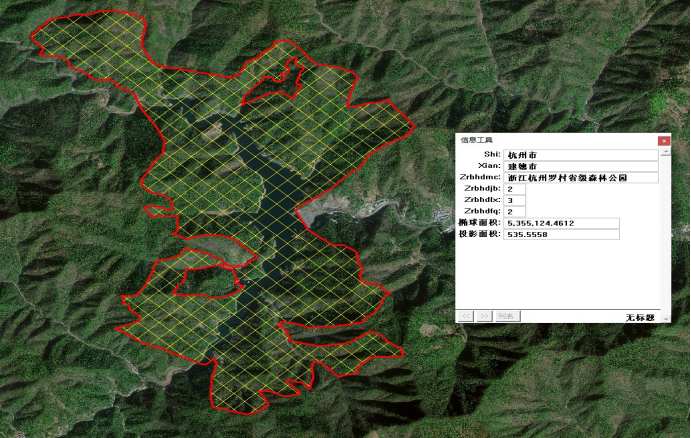 信息工具
Shi: 杭州市
Xian: 建德市
Zrbhdmc: 浙江杭州罗村省级森林公园
Zrbhdjb: 2
Zrbhdlx: 3
Zrbhdfq: 2
椭球面积: 5,355,124.4612
投影面积: 535.5558
<< >> 列表 无标题